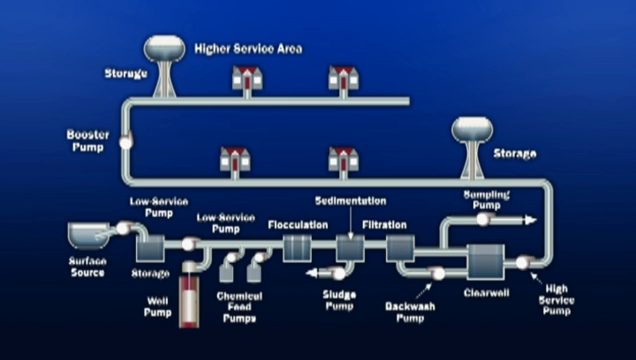 Higher Service Area
Storage
Booster
Pump
Storage
Low-Service
Pump
Sedimentation
Sampling
Pump
Low-Service
Pump
Flocculation
Filtration
Surface
Source
Storage
Well
Pump
Chemical
Feed
Pumps
Sludge
Pump
Backwash
Pump
Clearwell
High
Service
Pump